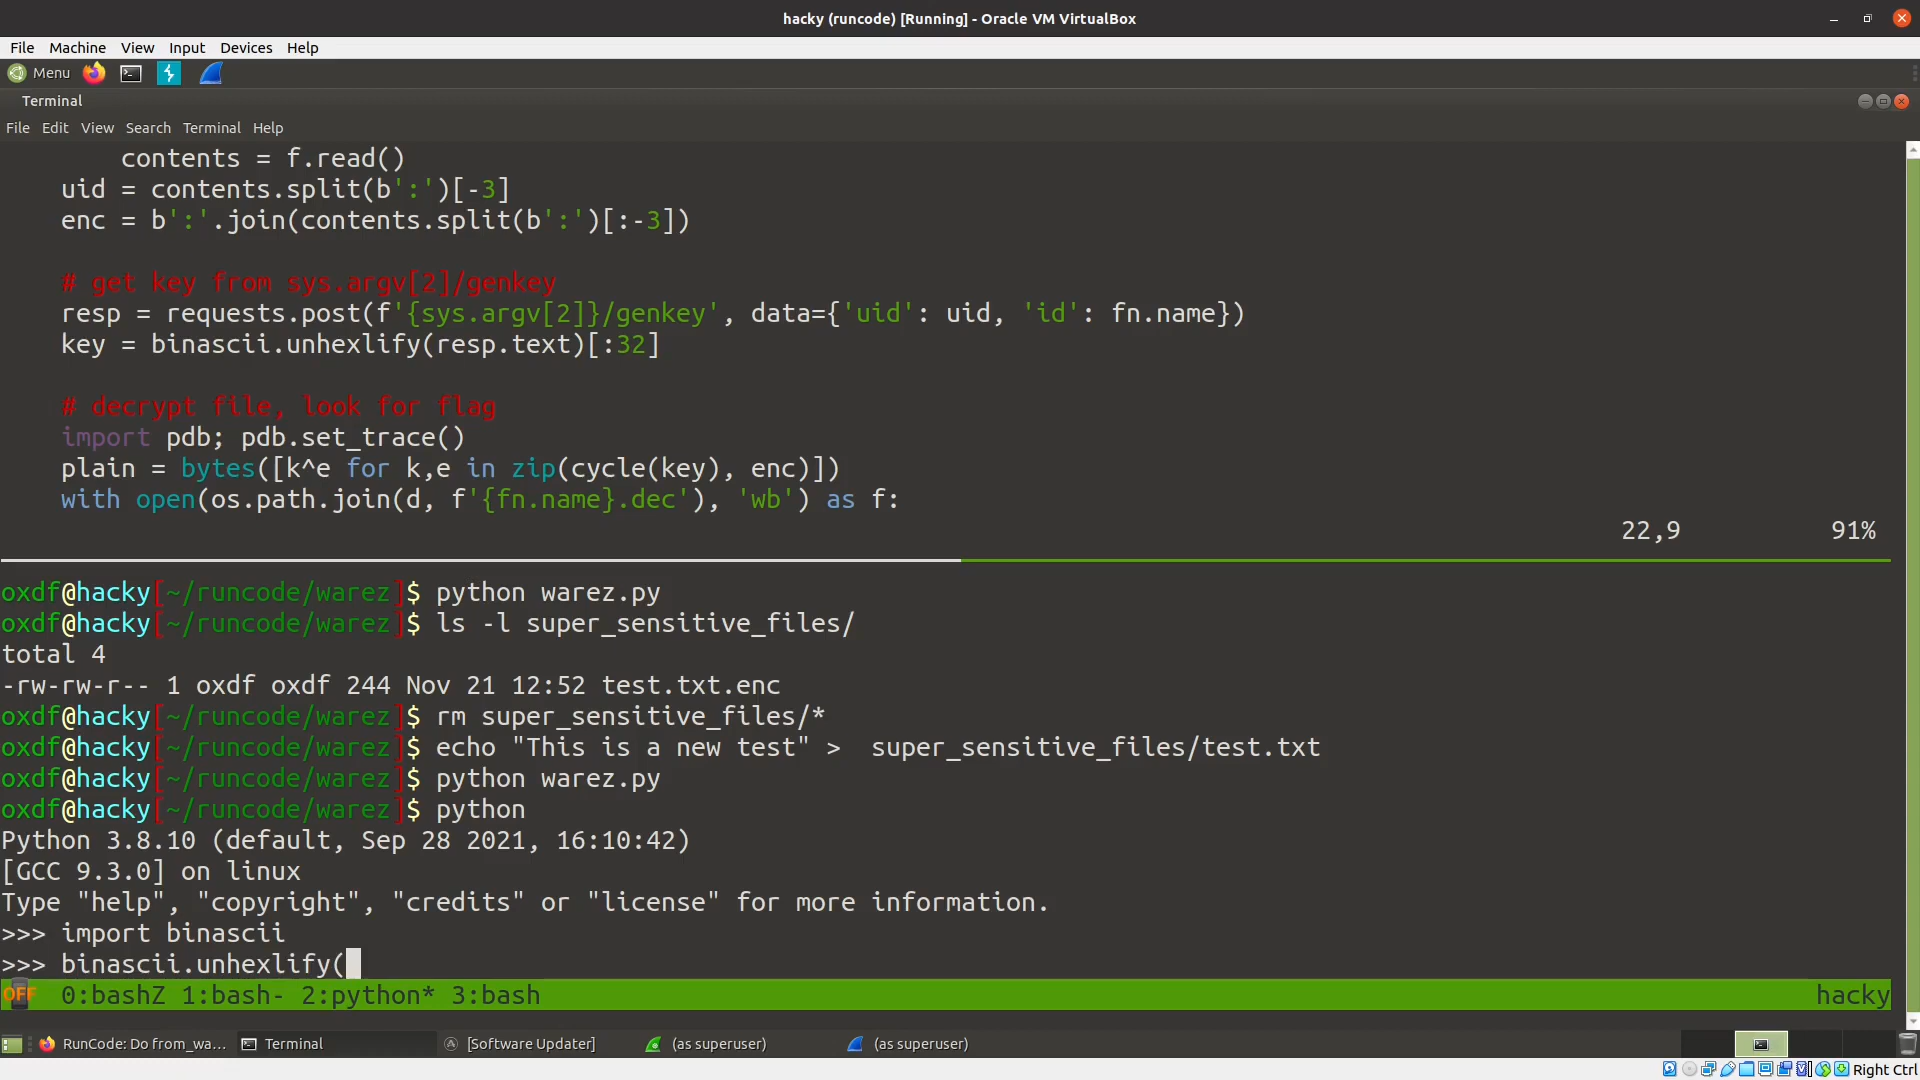 hacky (runcode) [Running] - Oracle VM VirtualBox
File Machine View Input Devices Help
Menu
Terminal
File Edit View Search Terminal Help
contents = f.read()
uid = contents.split(b':')[-3]
enc = b':'.join(contents.split(b':')[:-3])
# get key from sys.argv[2]/genkey
resp = requests.post(f'{sys.argv[2]}/genkey', data={'uid': uid, 'id': fn.name})
key = binascii.unhexlify(resp.text)[:32]
# decrypt file, look for flag
import pdb; pdb.set_trace()
plain = bytes([k^e for k,e in zip(cycle(key), enc)])
with open(os.path.join(d, f'{fn.name}.dec'), 'wb') as f:
22,9 91%
oxdf@hacky[~/runcode/warez]$ python warez.py
oxdf@hacky[~/runcode/warez]$ ls -l super_sensitive_files/
total 4
-rw-rw-r-- 1 oxdf oxdf 244 Nov 21 12:52 test.txt.enc
oxdf@hacky[~/runcode/warez]$ rm super_sensitive_files/*
oxdf@hacky[~/runcode/warez]$ echo "This is a new test" >  super_sensitive_files/test.txt
oxdf@hacky[~/runcode/warez]$ python warez.py
oxdf@hacky[~/runcode/warez]$ python
Python 3.8.10 (default, Sep 28 2021, 16:10:42)
[GCC 9.3.0] on linux
Type "help", "copyright", "credits" or "license" for more information.
>>> import binascii
>>> binascii.unhexlify(
OFF 0:bashZ 1:bash- 2:python* 3:bash hacky
RunCode: Do from_wa... Terminal [Software Updater] (as superuser) (as superuser)
Right Ctrl